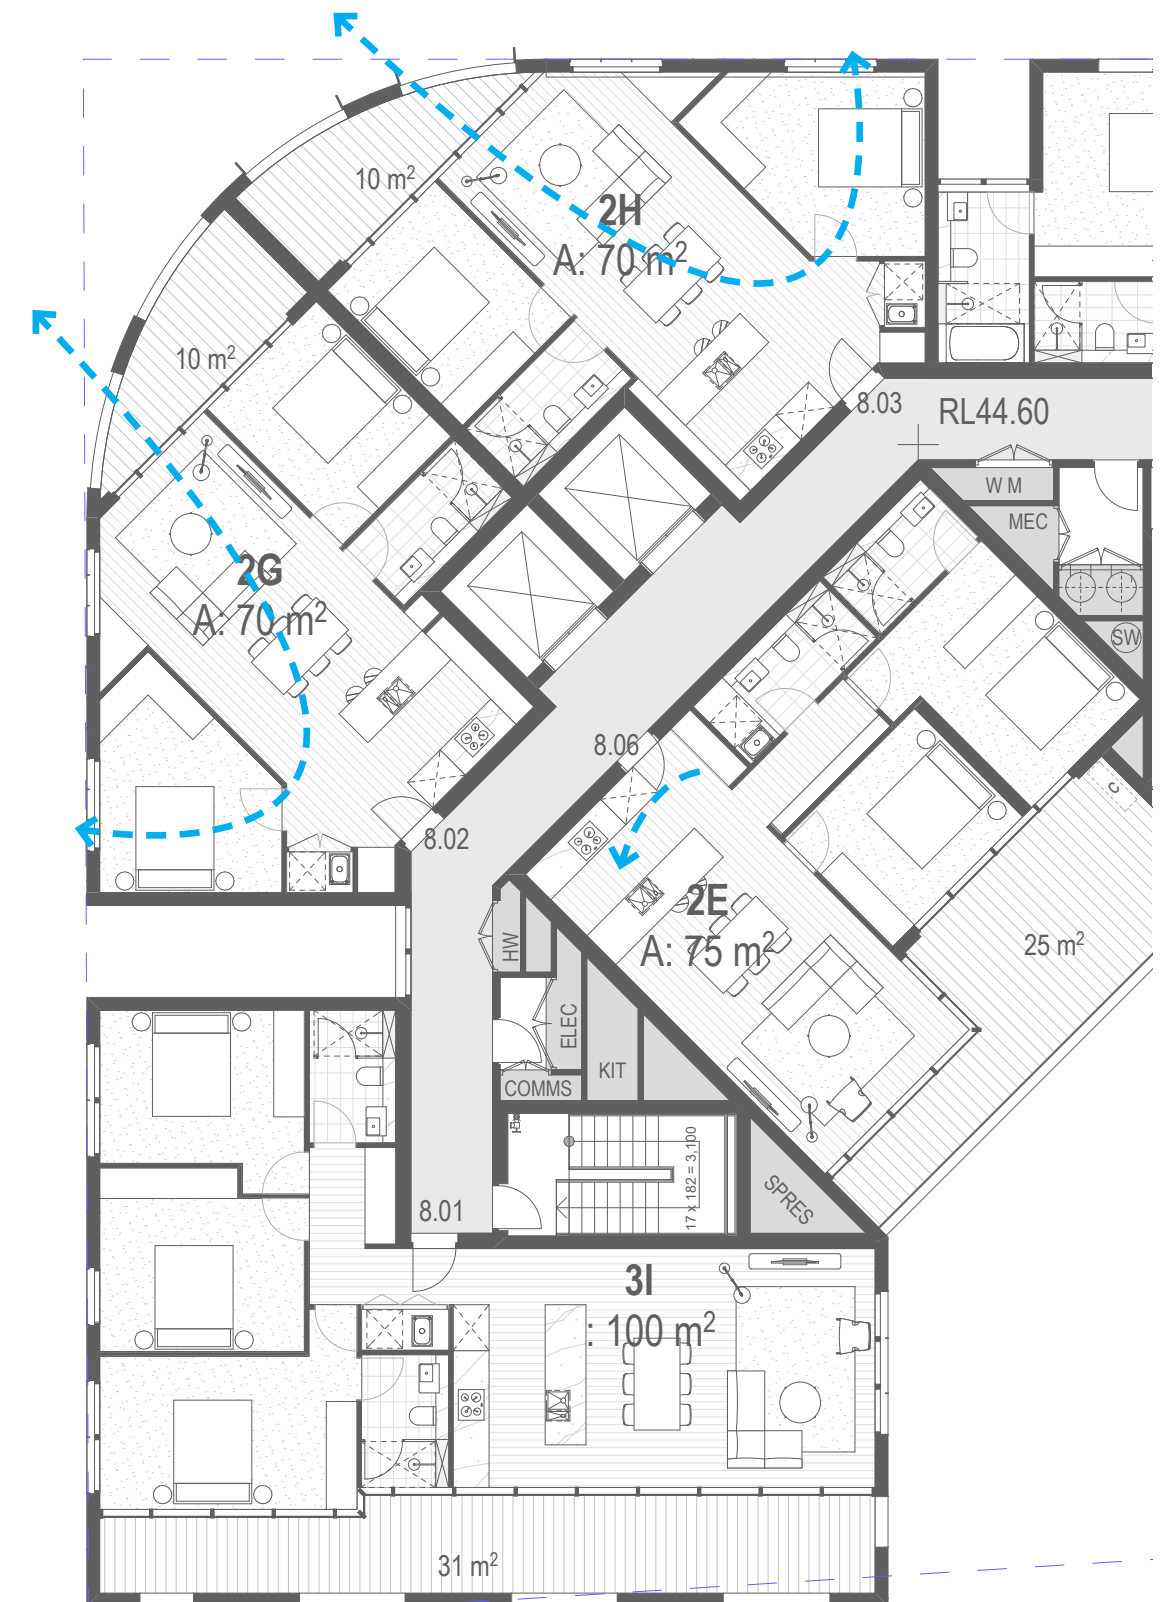 10 m²
2H
A: 70 m²
10 m²
8.03
RL44.60
W M
MEC
2G
A: 70 m²
SW
8.06
C
8.02
2E
A: 75 m²
25 m²
HW
ELEC
KIT
COMMS
17 x 182 = 3,100
SPRES
8.01
3I
: 100 m²
31 m²